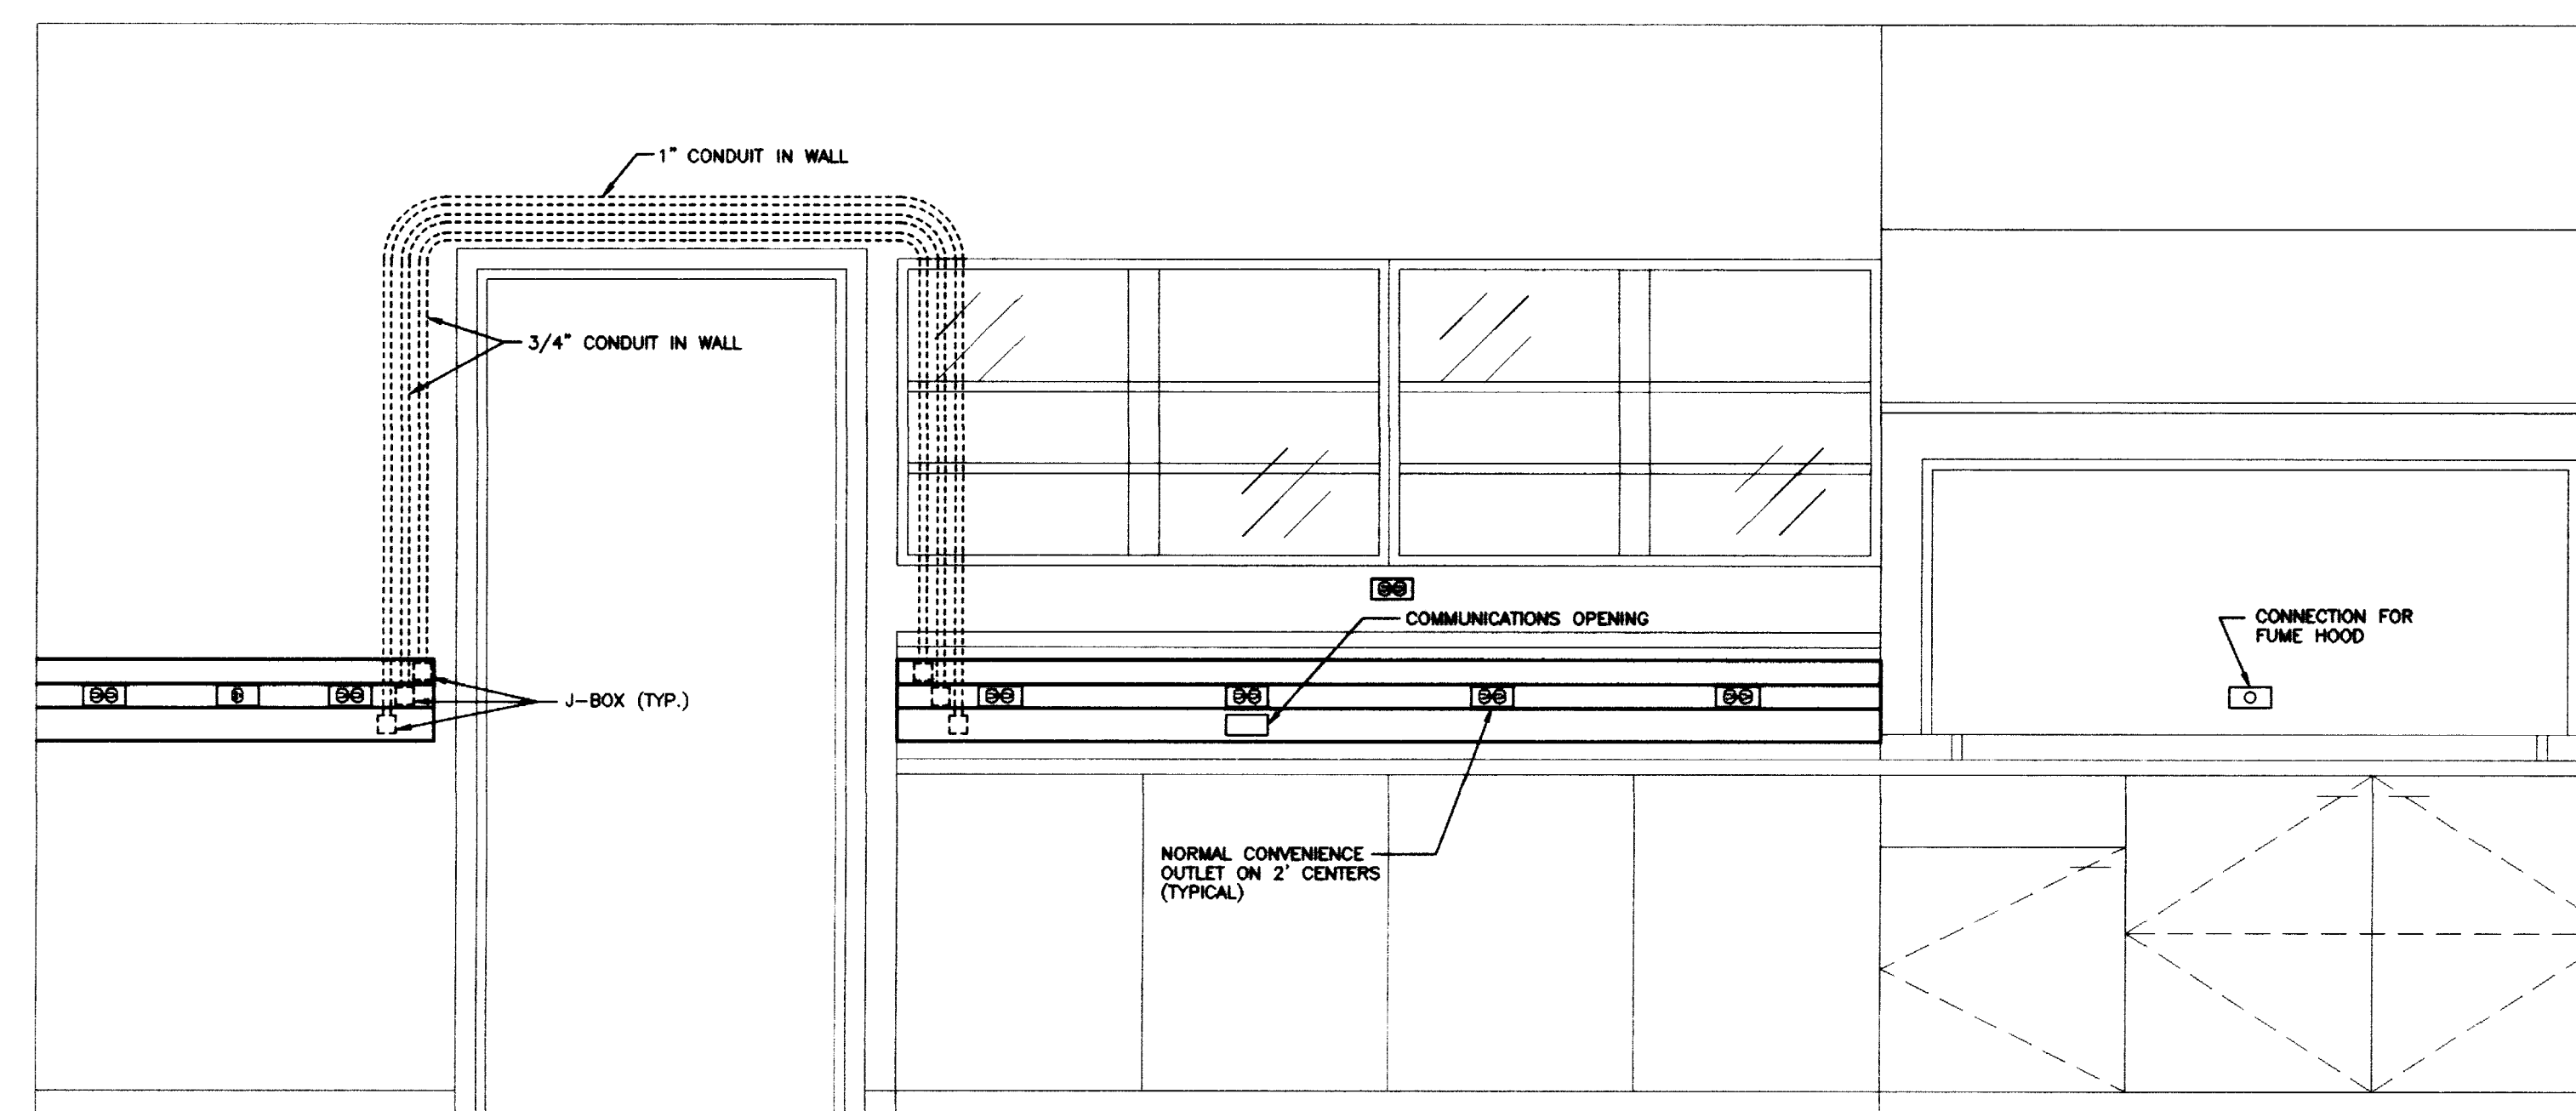 1" CONDUIT IN WALL
3/4" CONDUIT IN WALL
COMMUNICATIONS OPENING
CONNECTION FOR
FUME HOOD
J-BOX (TYP.)
NORMAL CONVENIENCE
OUTLET ON 2' CENTERS
(TYPICAL)